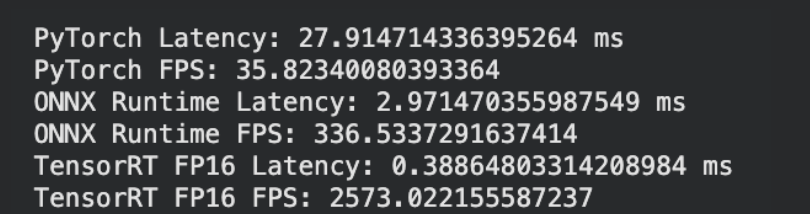 PyTorch Latency: 27.914714336395264 ms
PyTorch FPS: 35.82340080393364
ONNX Runtime Latency: 2.971470355987549 ms
ONNX Runtime FPS: 336.5337291637414
TensorRT FP16 Latency: 0.38864803314208984 ms
TensorRT FP16 FPS: 2573.022155587237